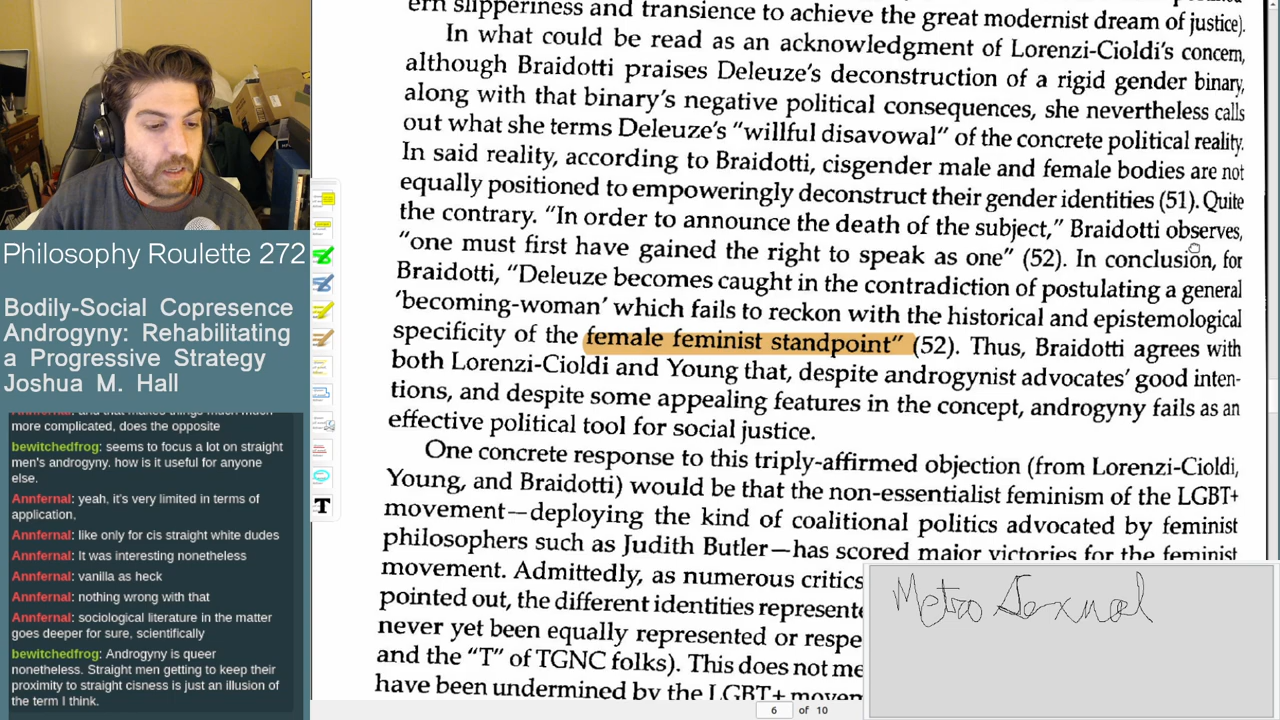 ern slipperiness and transience to achieve the great modernist dream of justice).
In what could be read as an acknowledgment of Lorenzi-Cioldi's concern,
although Braidotti praises Deleuze's deconstruction of a rigid gender binary,
along with that binary's negative political consequences, she nevertheless calls
out what she terms Deleuze's "willful disavowal" of the concrete political reality.
In said reality, according to Braidotti, cisgender male and female bodies are not
equally positioned to empoweringly deconstruct their gender identities (51). Quite
the contrary. "In order to announce the death of the subject," Braidotti observes,
"one must first have gained the right to speak as one" (52). In conclusion, for
Braidotti, "Deleuze becomes caught in the contradiction of postulating a general
'becoming-woman' which fails to reckon with the historical and epistemological
specificity of the female feminist standpoint" (52). Thus Braidotti agrees with
both Lorenzi-Cioldi and Young that, despite androgynist advocates' good inten-
tions, and despite some appealing features in the concept, androgyny fails as an
effective political tool for social justice.
One concrete response to this triply-affirmed objection (from Lorenzi-Cioldi,
Young, and Braidotti) would be that the non-essentialist feminism of the LGBT+
movement—deploying the kind of coalitional politics advocated by feminist
philosophers such as Judith Butler—has scored major victories for the feminist
movement. Admittedly, as numerous critics
pointed out, the different identities represente
never yet been equally represented or respe
and the "T" of TGNC folks). This does not me
have been undermined by the LGBT+ movem
Metro Sexual
6 of 10
T
Philosophy Roulette 272
Bodily-Social Copresence
Androgyny: Rehabilitating
a Progressive Strategy
Joshua M. Hall
Annfernal: and that makes things much much
more complicated, does the opposite
bewitchedfrog: seems to focus a lot on straight
men's androgyny. how is it useful for anyone
else.
Annfernal: yeah, it's very limited in terms of
application,
Annfernal: like only for cis straight white dudes
Annfernal: It was interesting nonetheless
Annfernal: vanilla as heck
Annfernal: nothing wrong with that
Annfernal: sociological literature in the matter
goes deeper for sure, scientifically
bewitchedfrog: Androgyny is queer
nonetheless. Straight men getting to keep their
proximity to straight cisness is just an illusion of
the term I think.